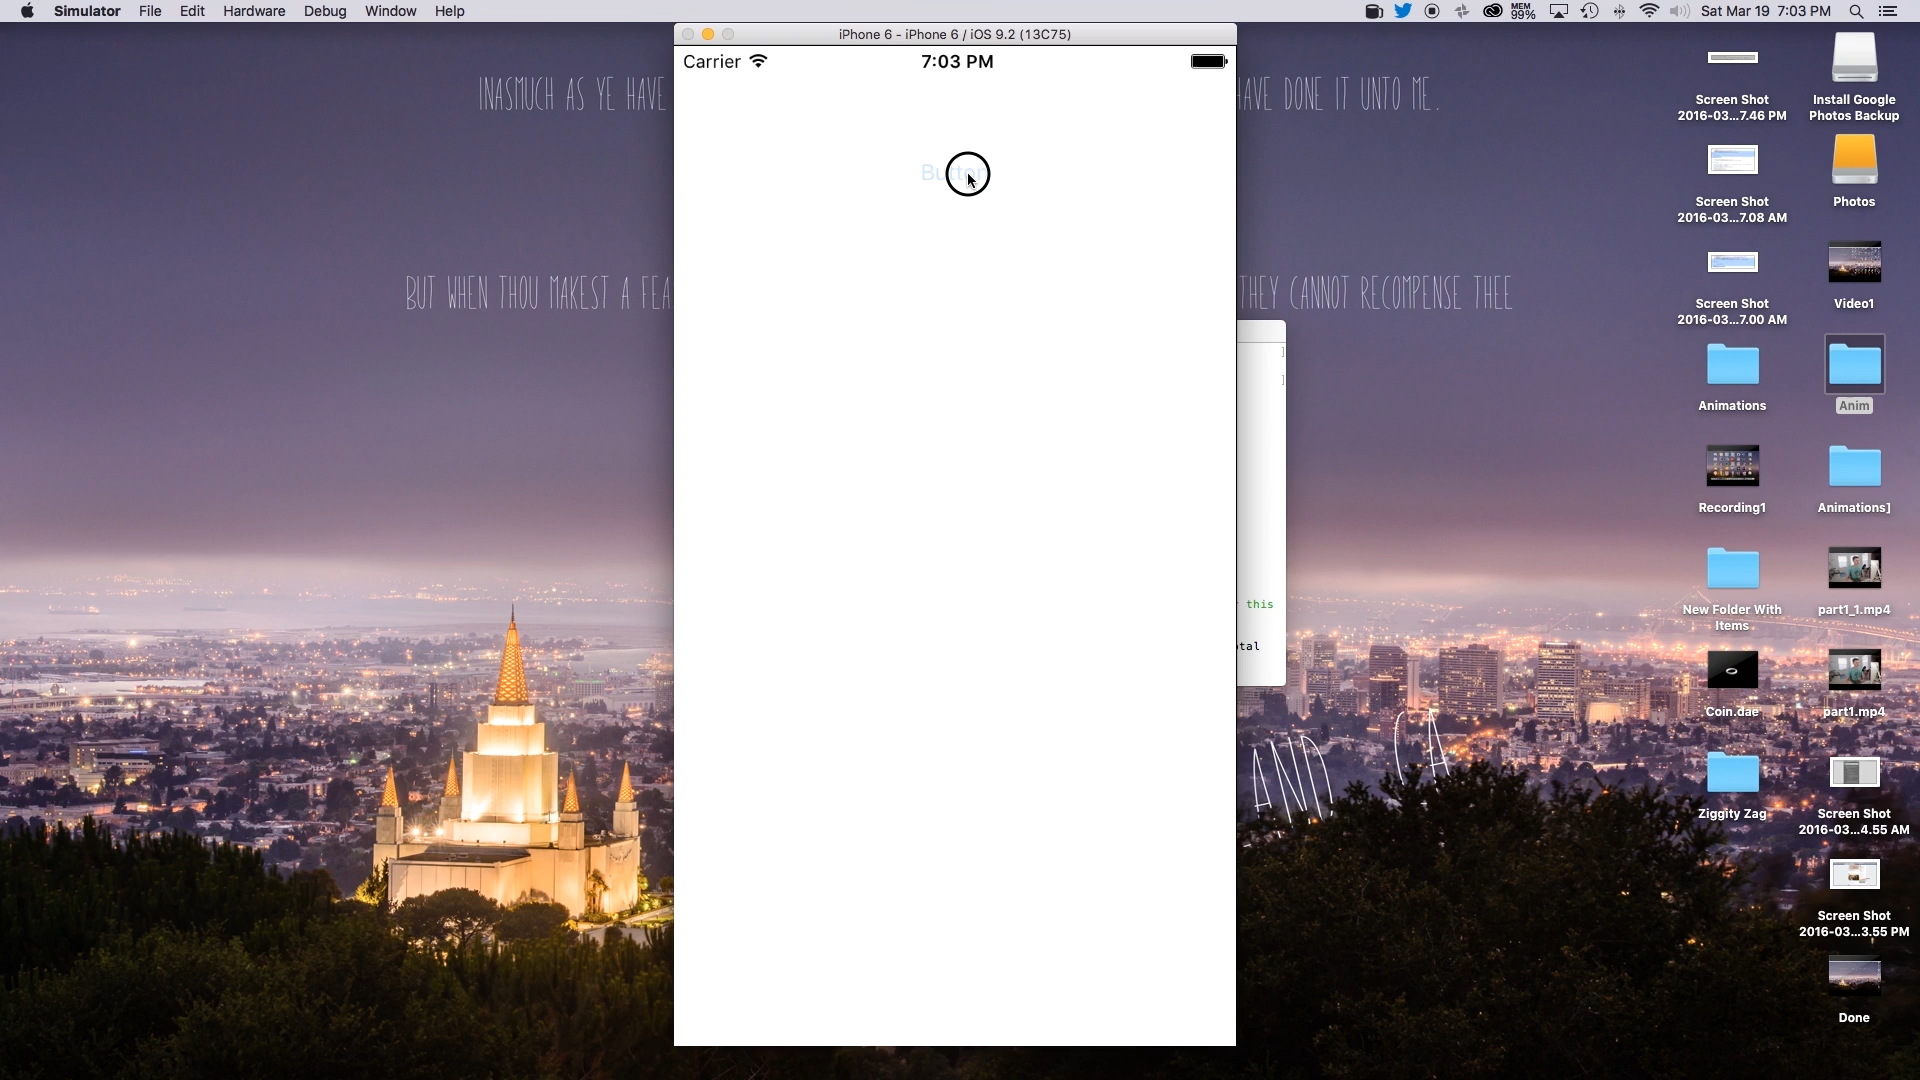 Simulator File Edit Hardware Debug Window Help
MEM 99% Sat Mar 19 7:03 PM
iPhone 6 - iPhone 6 / iOS 9.2 (13C75)
Carrier 7:03 PM
INASMUCH AS YE HAVE HAVE DONE IT UNTO ME.
Button
BUT WHEN THOU MAKEST A FEA THEY CANNOT RECOMPENSE THEE
]
]
this
otal
AND CA
Screen Shot
2016-03...7.46 PM
Install Google
Photos Backup
Screen Shot
2016-03...7.08 AM
Photos
Screen Shot
2016-03...7.00 AM
Video1
Animations
Anim
Recording1
Animations]
New Folder With
Items
part1_1.mp4
Coin.dae
part1.mp4
Ziggity Zag
Screen Shot
2016-03...4.55 AM
Screen Shot
2016-03...3.55 PM
Done